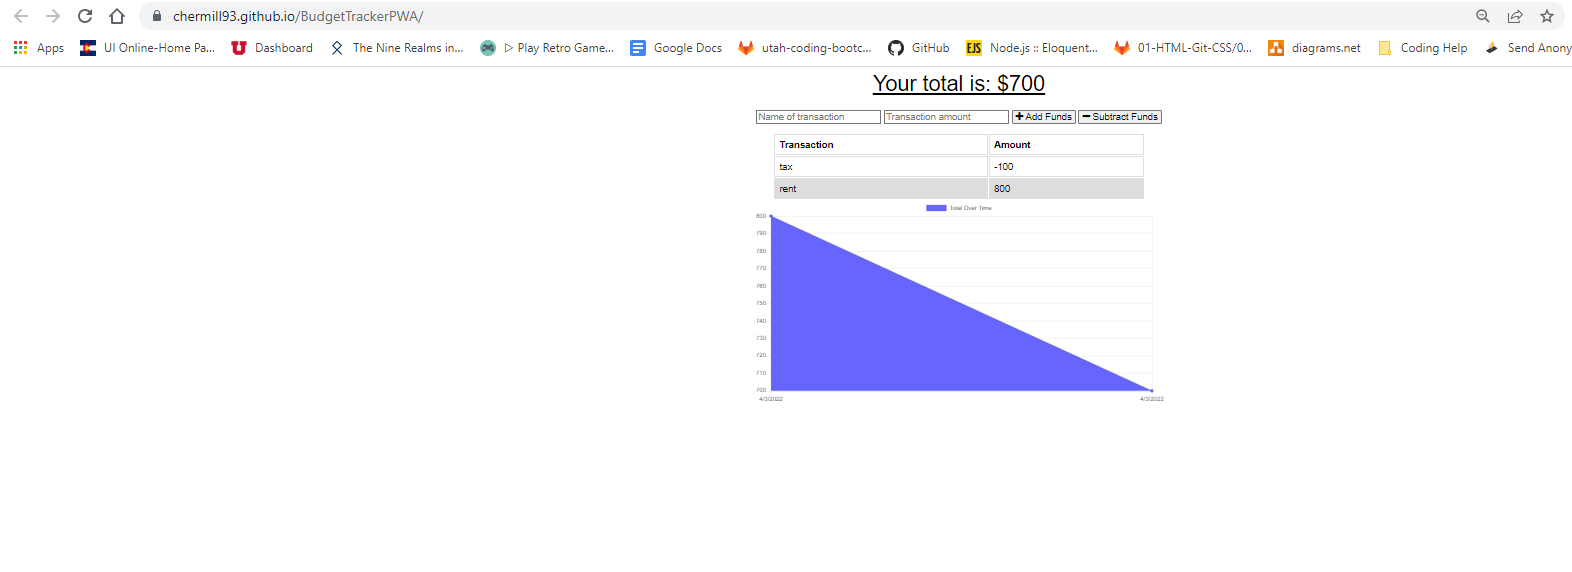 chermill93.github.io/BudgetTrackerPWA/
Apps UI Online-Home Pa... Dashboard The Nine Realms in... ▷ Play Retro Game... Google Docs utah-coding-bootc... GitHub EJS Node.js :: Eloquent... 01-HTML-Git-CSS/0... diagrams.net Coding Help Send Anony
Your total is: $700
Name of transaction Transaction amount + Add Funds − Subtract Funds
Transaction Amount
tax -100
rent 800
Total Over Time
800
790
780
770
760
750
740
730
720
710
700
4/3/2022 4/3/2022